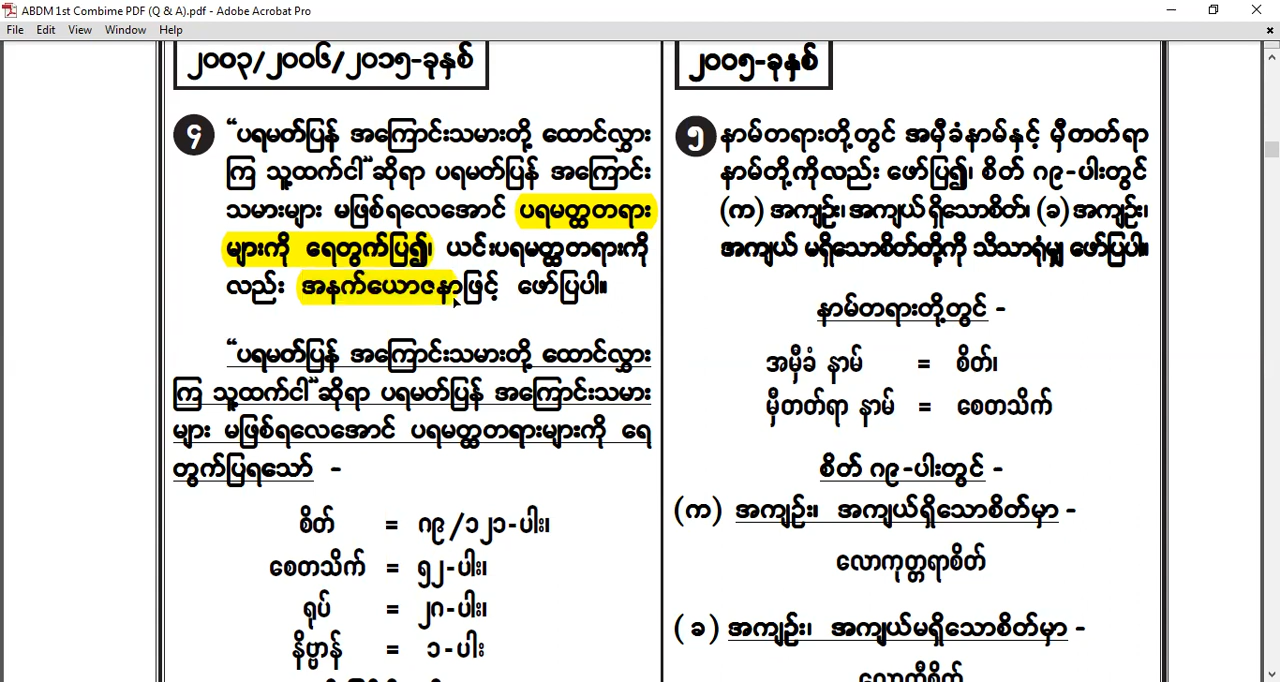 ABDM 1st Combime PDF (Q & A).pdf - Adobe Acrobat Pro
File Edit View Window Help
၂၀၀၃/၂၀၀၆/၂၀၁၅-ခုနှစ်
၄ “ပရမတ်ပြန် အကြောင်းသမားတို့ ထောင်လွှား
ကြ သူ့ထက်ငါ”ဆိုရာ ပရမတ်ပြန် အကြောင်း
သမားများ မဖြစ်ရလေအောင် ပရမတ္ထတရား
များကို ရေတွက်ပြ၍၊ ယင်းပရမတ္ထတရားကို
လည်း အနက်ယောဇနာဖြင့် ဖော်ပြပါ။
“ပရမတ်ပြန် အကြောင်းသမားတို့ ထောင်လွှား
ကြ သူ့ထက်ငါ”ဆိုရာ ပရမတ်ပြန် အကြောင်းသမား
များ မဖြစ်ရလေအောင် ပရမတ္ထတရားများကို ရေ
တွက်ပြရသော် -
စိတ် = ၈၉/၁၂၁-ပါး၊
စေတသိက် = ၅၂-ပါး၊
ရုပ် = ၂၈-ပါး၊
နိဗ္ဗာန် = ၁-ပါး
၂၀၀၅-ခုနှစ်
၅ နာမ်တရားတို့တွင် အမှီခံနာမ်နှင့် မှီတတ်ရာ
နာမ်တို့ကိုလည်း ဖော်ပြ၍၊ စိတ် ၈၉-ပါးတွင်
(က) အကျဉ်း၊ အကျယ်ရှိသောစိတ်၊ (ခ) အကျဉ်း၊
အကျယ် မရှိသောစိတ်တို့ကို သိသာရုံမျှ ဖော်ပြပါ။
နာမ်တရားတို့တွင် -
အမှီခံ နာမ် = စိတ်၊
မှီတတ်ရာ နာမ် = စေတသိက်
စိတ် ၈၉-ပါးတွင် -
(က) အကျဉ်း၊ အကျယ်ရှိသောစိတ်မှာ -
လောကုတ္တရာစိတ်
(ခ) အကျဉ်း၊ အကျယ်မရှိသောစိတ်မှာ -
လောကီစိတ်